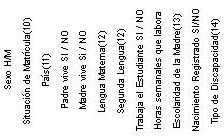 Sexo H/M
Situación de Matrícula(10)
País(11)
Padre vive Si / NO
Madre vive Si / NO
Lengua Materna(12)
Segunda Lengua(12)
Trabaja el Estudiante SI / NO
Horas semanales que labora
Escolaridad de la Madre(13)
Nacimiento Registrado SI/NO
Tipo de Discapacidad(14)